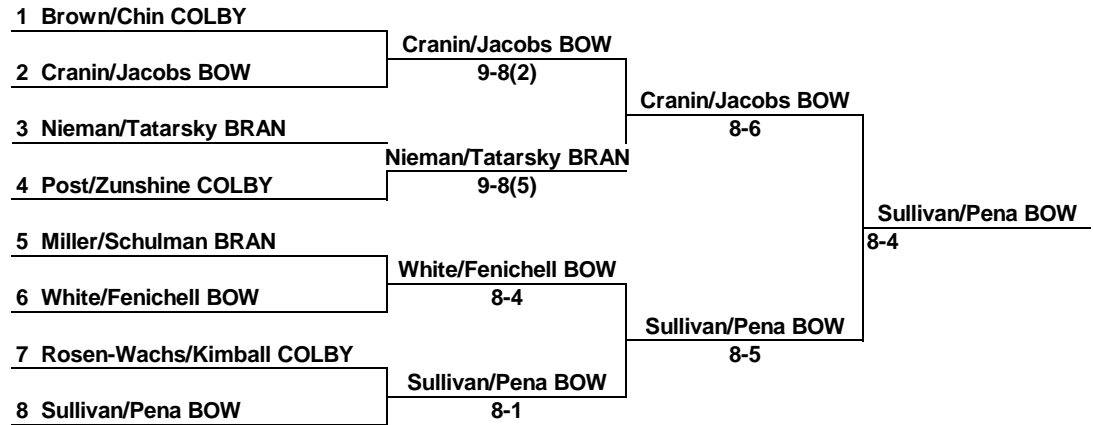 1 Brown/Chin COLBY
Cranin/Jacobs BOW
2 Cranin/Jacobs BOW
9-8(2)
Cranin/Jacobs BOW
3 Nieman/Tatarsky BRAN
8-6
Nieman/Tatarsky BRAN
4 Post/Zunshine COLBY
9-8(5)
Sullivan/Pena BOW
5 Miller/Schulman BRAN
8-4
White/Fenichell BOW
6 White/Fenichell BOW
8-4
Sullivan/Pena BOW
7 Rosen-Wachs/Kimball COLBY
8-5
Sullivan/Pena BOW
8 Sullivan/Pena BOW
8-1